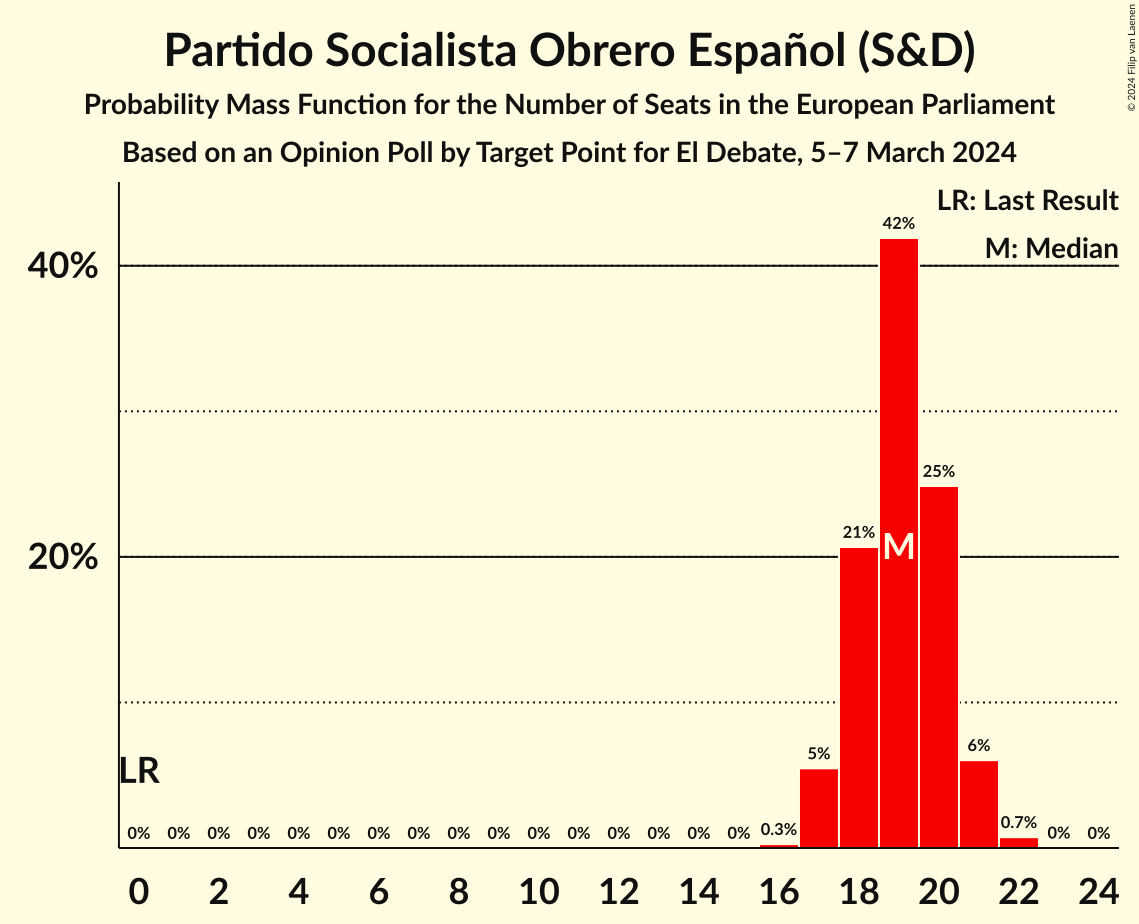 Partido Socialista Obrero Español (S&D)
Probability Mass Function for the Number of Seats in the European Parliament
Based on an Opinion Poll by Target Point for El Debate, 5–7 March 2024
© 2024 Filip van Laenen
LR: Last Result
M: Median
42%
40%
25%
21%
M
20%
6%
5%
LR
0% 0% 0% 0% 0% 0% 0% 0% 0% 0% 0% 0% 0% 0% 0% 0% 0.3% 0.7% 0% 0%
0 2 4 6 8 10 12 14 16 18 20 22 24